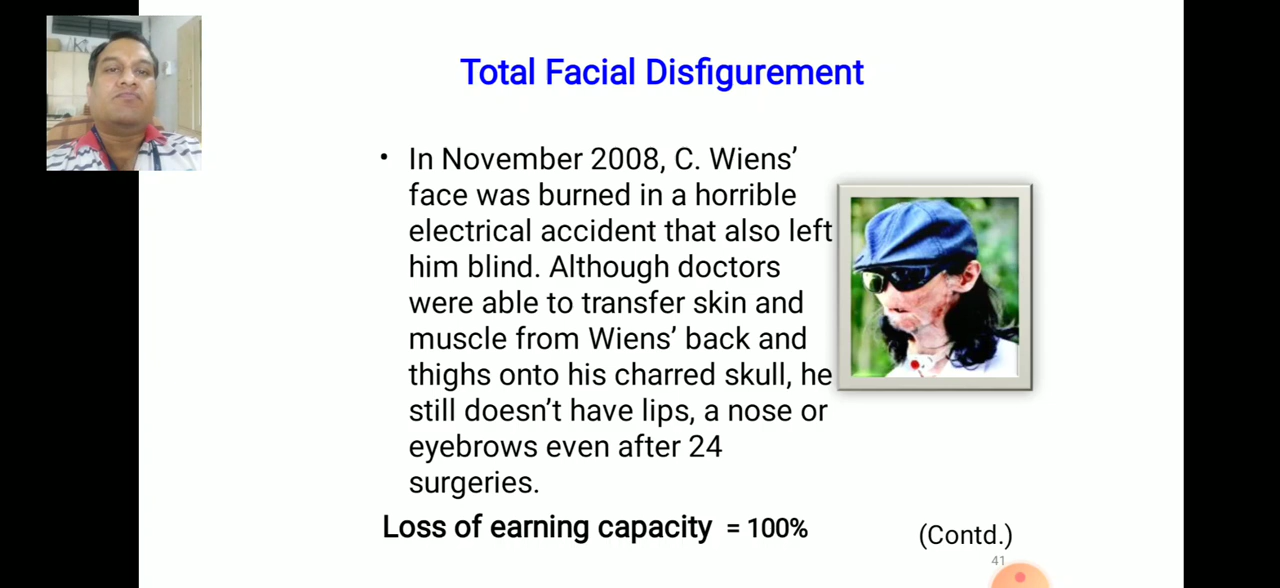 Total Facial Disfigurement
• In November 2008, C. Wiens’
face was burned in a horrible
electrical accident that also left
him blind. Although doctors
were able to transfer skin and
muscle from Wiens’ back and
thighs onto his charred skull, he
still doesn’t have lips, a nose or
eyebrows even after 24
surgeries.
Loss of earning capacity = 100%
(Contd.)
41